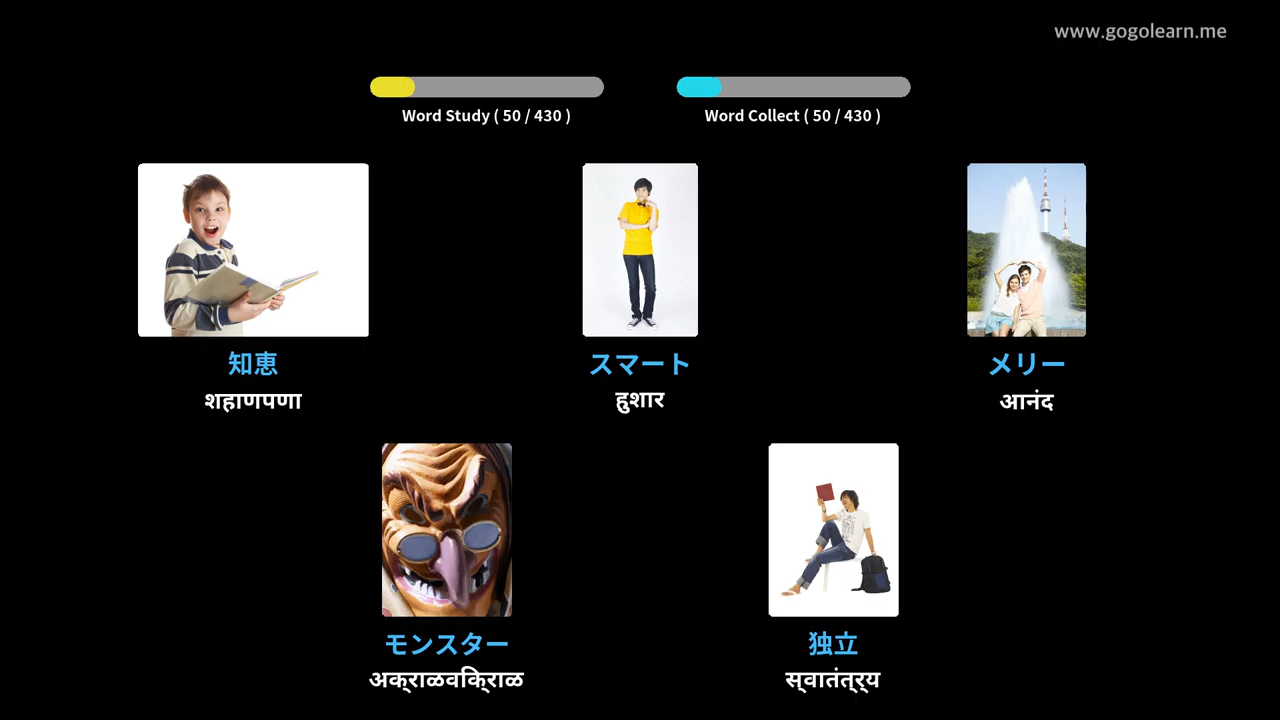 www.gogolearn.me
Word Study ( 50 / 430 )
Word Collect ( 50 / 430 )
知恵
スマート
メリー
शहाणपणा
हुशार
आनंद
モンスター
独立
अक्राळविक्राळ
स्वातंत्र्य